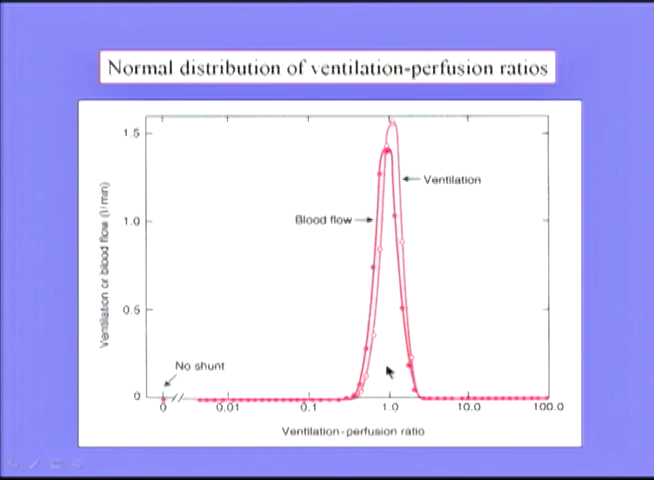 Normal distribution of ventilation-perfusion ratios
1.5
1.0
0.5
0
Ventilation or blood flow (l/min)
Ventilation
Blood flow
No shunt
0
0.01
0.1
1.0
10.0
100.0
Ventilation-perfusion ratio